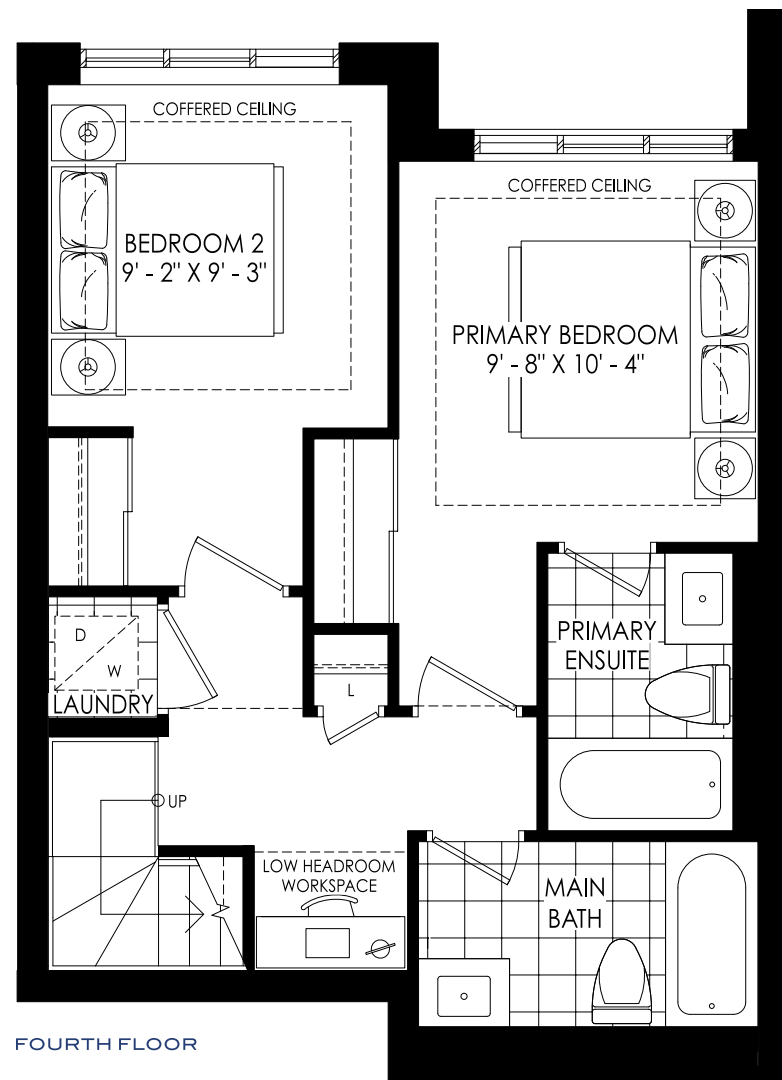 COFFERED CEILING
BEDROOM 2
9' - 2" X 9' - 3"
COFFERED CEILING
PRIMARY BEDROOM
9' - 8" X 10' - 4"
D
W
LAUNDRY
L
PRIMARY
ENSUITE
UP
LOW HEADROOM
WORKSPACE
MAIN
BATH
FOURTH FLOOR